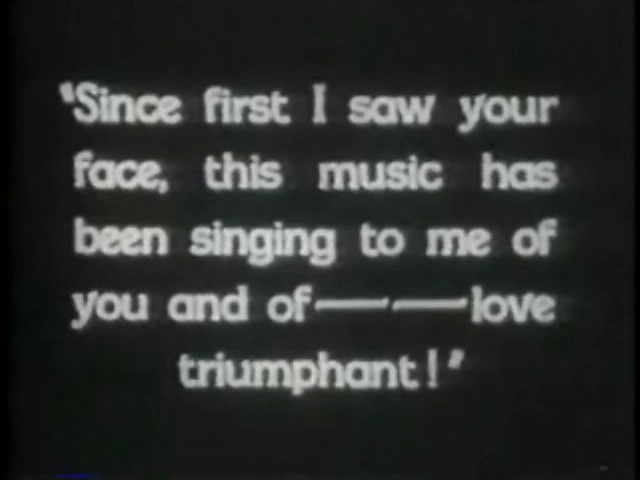 "Since first I saw your
face, this music has
been singing to me of
you and of — — love
triumphant!"